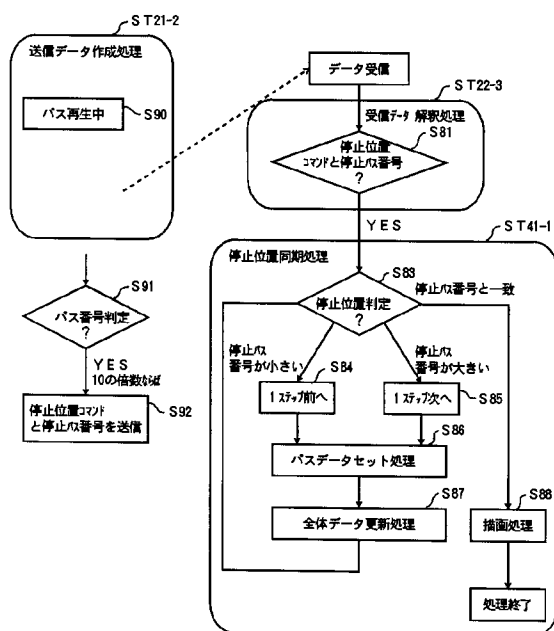 ST21-2
送信データ作成処理
パス再生中
S90
S91
パス番号判定
?
YES
10の倍数ならば
S92
停止位置コマンド
と停止パス番号を送信
データ受信
ST22-3
受信データ 解釈処理
S81
停止位置
コマンドと停止パス番号
?
YES
ST41-1
停止位置同期処理
S83
停止位置判定
?
停止パス番号と一致
停止パス
番号が小さい
S84
1ステップ前へ
停止パス
番号が大きい
1ステップ次へ
S85
S86
パスデータセット処理
S87
全体データ更新処理
S88
描画処理
処理終了